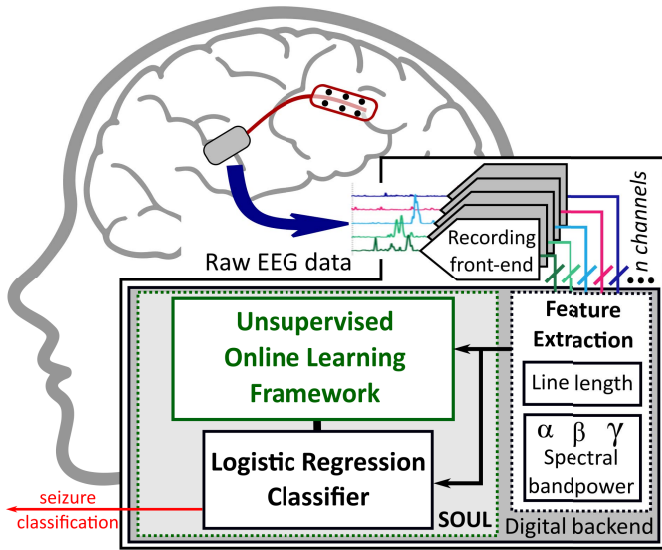 Raw EEG data
Recording
front-end
n channels
Unsupervised
Online Learning
Framework
Feature
Extraction
Line length
α β γ
Spectral
bandpower
Logistic Regression
Classifier
SOUL
Digital backend
seizure
classification